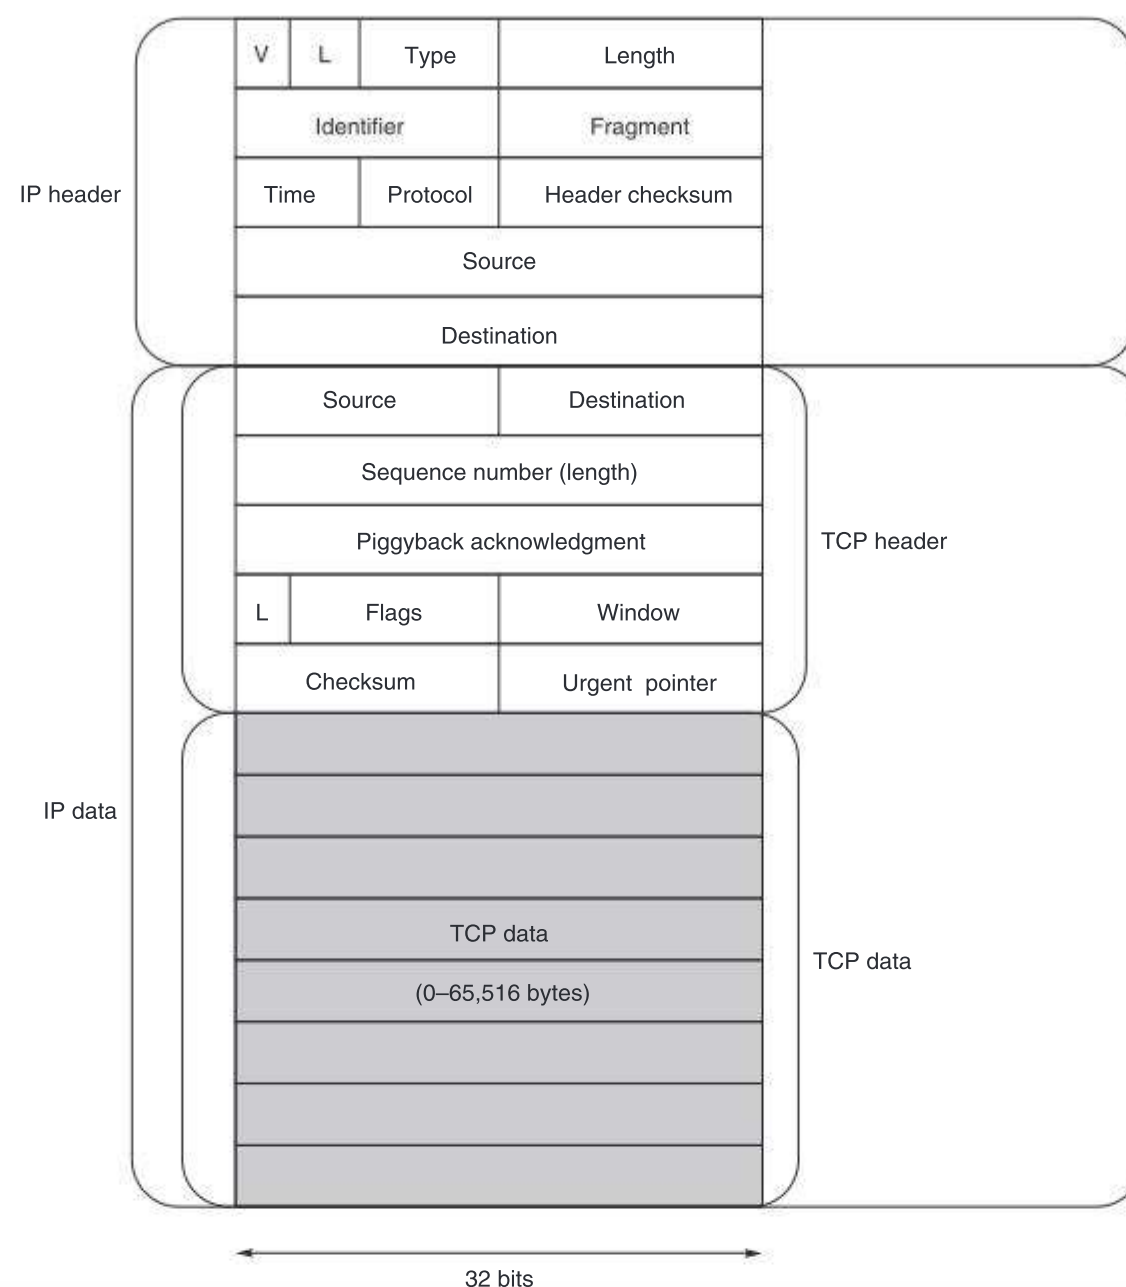 V L Type Length
Identifier Fragment
IP header Time Protocol Header checksum
Source
Destination
Source Destination
Sequence number (length)
Piggyback acknowledgment TCP header
L Flags Window
Checksum Urgent pointer
IP data
TCP data
(0–65,516 bytes)
TCP data
32 bits